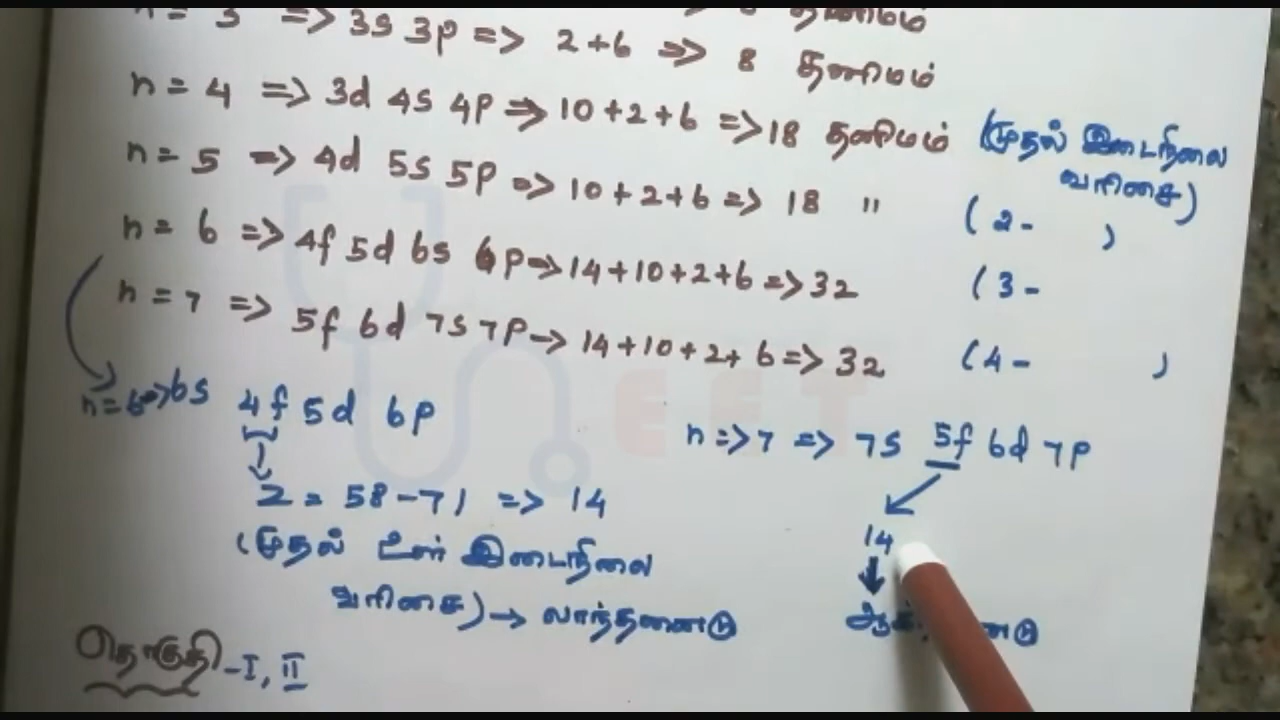 n = 3 => 3s 3p => 2+6 => 8 தனிமம்
n = 4 => 3d 4s 4p => 10+2+6 => 18 தனிமம் (முதல் இடைநிலை
வரிசை)
n = 5 => 4d 5s 5p => 10+2+6 => 18 " ( 2- )
n = 6 => 4f 5d 6s 6p → 14+10+2+6 => 32 ( 3-
n = 7 => 5f 6d 7s 7p → 14+10+2+6 => 32 ( 4- )
n=6 => 6s 4f 5d 6p
n => 7 => 7s 5f 6d 7p
Z = 58-71 => 14
14
(முதல் உள் இடைநிலை
வரிசை) → லாந்தனைடு
தொகுதி - I, II